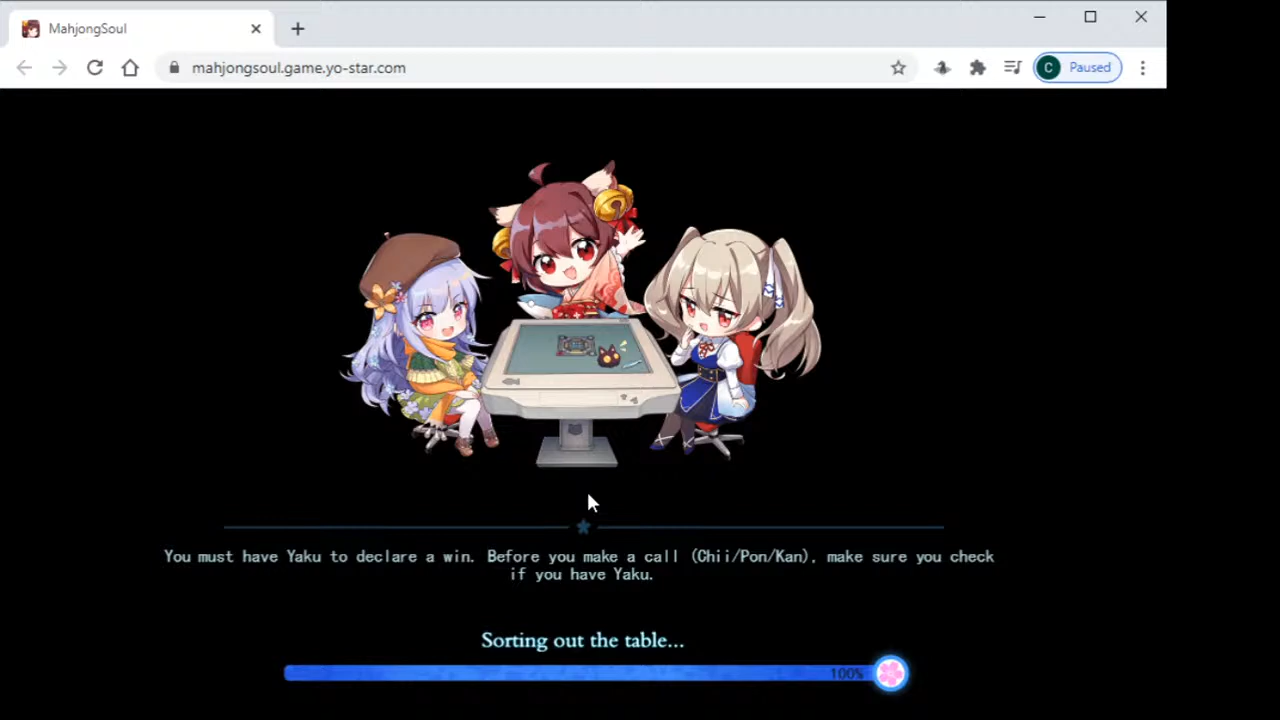 MahjongSoul
mahjongsoul.game.yo-star.com
C Paused
You must have Yaku to declare a win. Before you make a call (Chii/Pon/Kan), make sure you check
if you have Yaku.
Sorting out the table...
100%